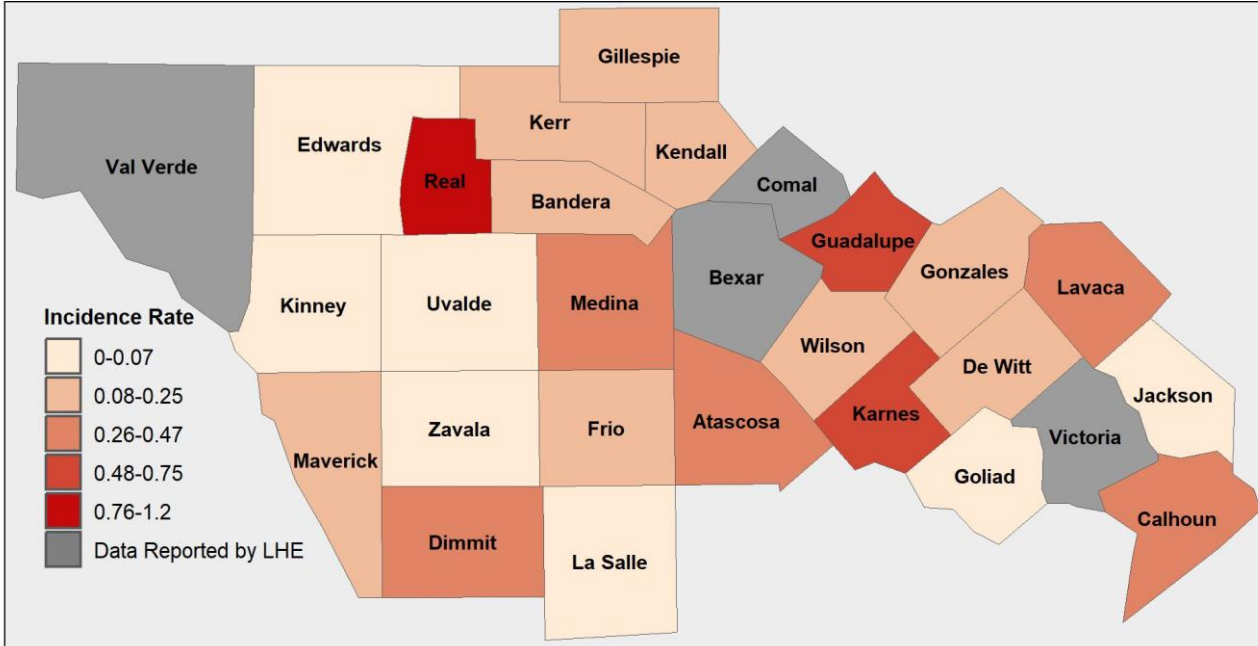 Gillespie
Kerr
Edwards
Kendall
Val Verde
Real
Comal
Bandera
Guadalupe
Gonzales
Bexar
Lavaca
Kinney
Uvalde
Medina
Incidence Rate
0-0.07
0.08-0.25
0.26-0.47
0.48-0.75
0.76-1.2
Data Reported by LHE
Wilson
De Witt
Jackson
Karnes
Atascosa
Zavala
Frio
Victoria
Maverick
Goliad
Calhoun
Dimmit
La Salle